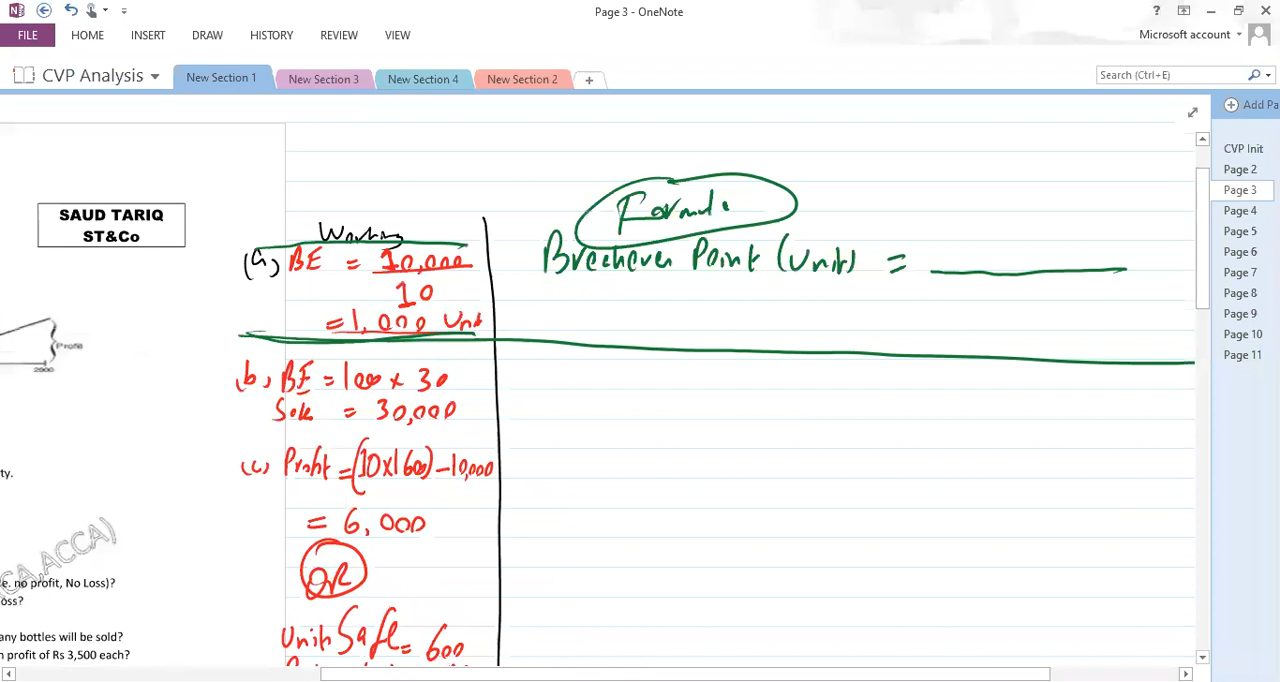 Page 3 - OneNote
?
FILE HOME INSERT DRAW HISTORY REVIEW VIEW
Microsoft account
CVP Analysis
New Section 1
New Section 3
New Section 4
New Section 2
+
Search (Ctrl+E)
Add Pa
CVP Init
Page 2
Page 3
Page 4
Page 5
Page 6
Page 7
Page 8
Page 9
Page 10
Page 11
SAUD TARIQ
ST&Co
Profit
2900
ty.
CA,ACCA)
e. no profit, No Loss)?
oss?
any bottles will be sold?
n profit of Rs 3,500 each?
Working
(a) BE = 10,000
10
= 1,000 Unit
(b) BE = 100 x 30
Sale = 30,000
(c) Profit = (10x1600) - 10,000
= 6,000
OR
Unit Safe = 600
Formula
Breakeven Point (Unit) =